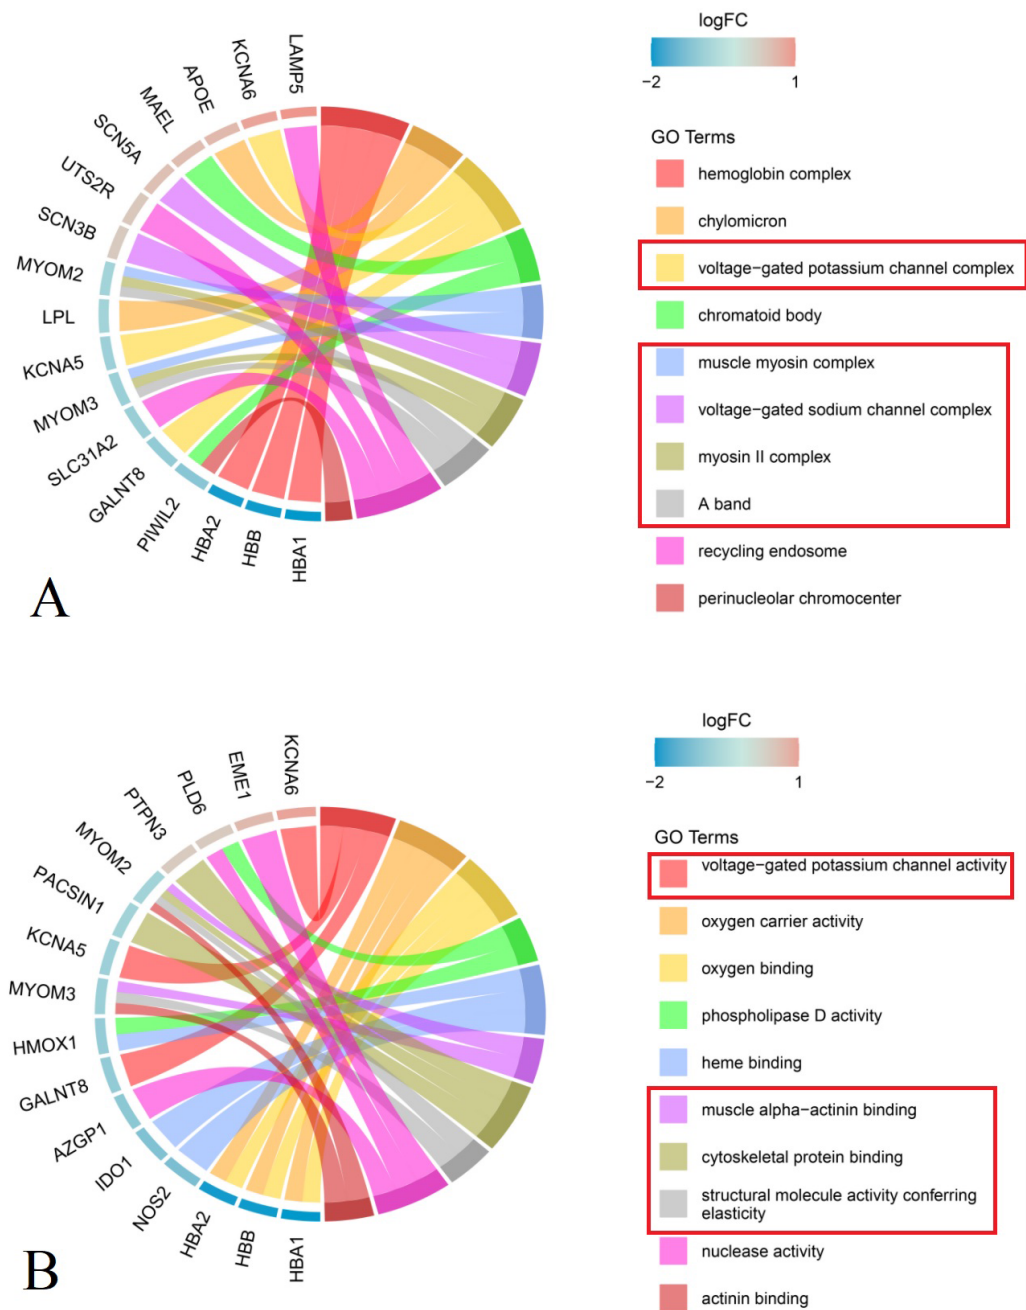 logFC
−2 1
GO Terms
hemoglobin complex
chylomicron
voltage−gated potassium channel complex
chromatoid body
muscle myosin complex
voltage−gated sodium channel complex
myosin II complex
A band
recycling endosome
perinucleolar chromocenter
LAMP5
KCNA6
APOE
MAEL
SCN5A
UTS2R
SCN3B
MYOM2
LPL
KCNA5
MYOM3
SLC31A2
GALNT8
PIWIL2
HBA2
HBB
HBA1
A
logFC
−2 1
GO Terms
voltage−gated potassium channel activity
oxygen carrier activity
oxygen binding
phospholipase D activity
heme binding
muscle alpha−actinin binding
cytoskeletal protein binding
structural molecule activity conferring
elasticity
nuclease activity
actinin binding
KCNA6
EME1
PLD6
PTPN3
MYOM2
PACSIN1
KCNA5
MYOM3
HMOX1
GALNT8
AZGP1
IDO1
NOS2
HBA2
HBB
HBA1
B